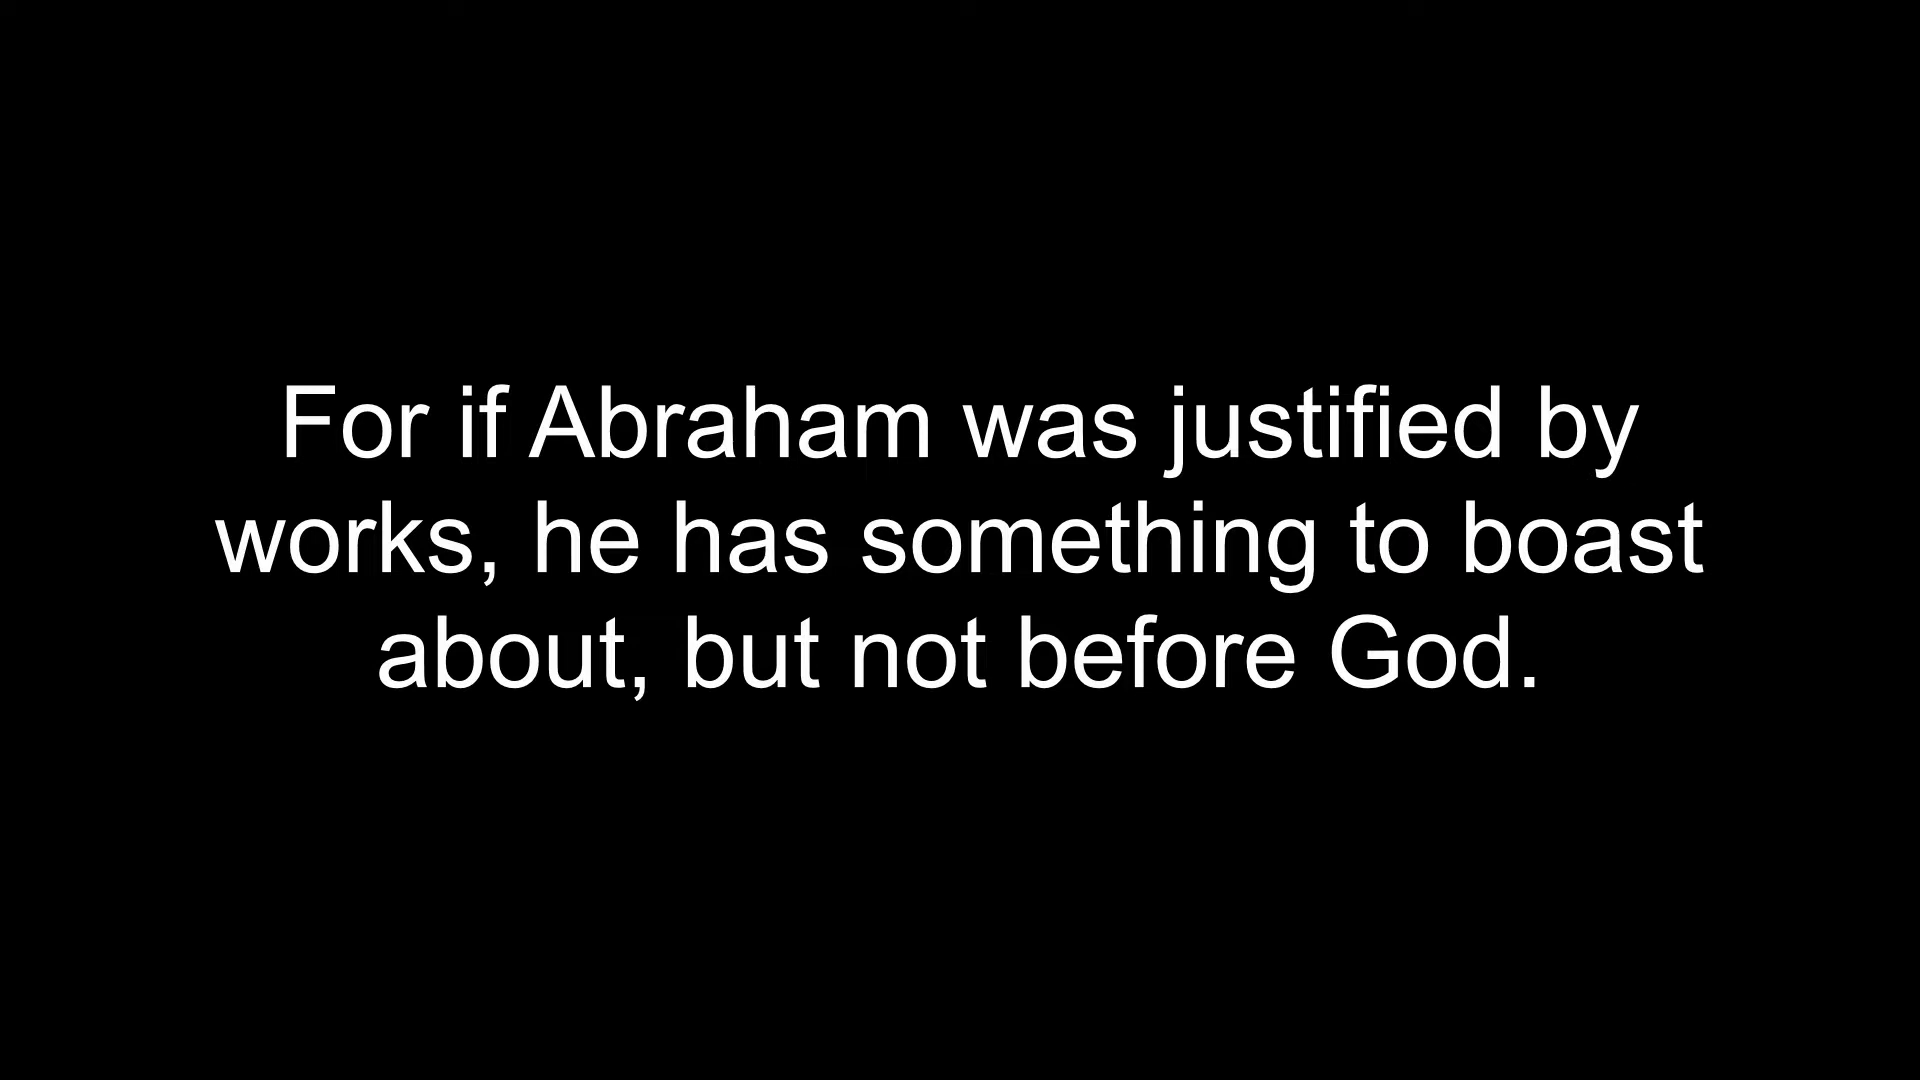 For if Abraham was justified by
works, he has something to boast
about, but not before God.